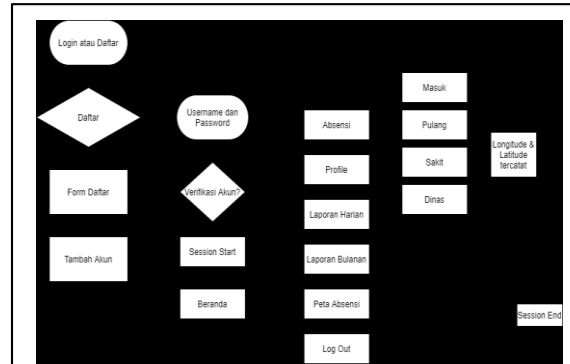 Login atau Daftar
Daftar
Form Daftar
Tambah Akun
Username dan
Password
Verifikasi Akun?
Session Start
Beranda
Absensi
Profile
Laporan Harian
Laporan Bulanan
Peta Absensi
Log Out
Masuk
Pulang
Sakit
Dinas
Longitude &
Latitude
tercatat
Session End